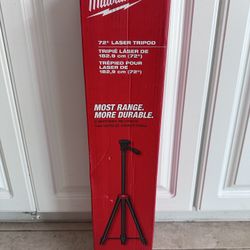 Milwaukee
72" LASER TRIPOD
TRIPIÉ LÁSER DE
182.9 cm (72")
TRÉPIED POUR
LASER DE
182,9 cm (72")
MOST RANGE.
MORE DURABLE.